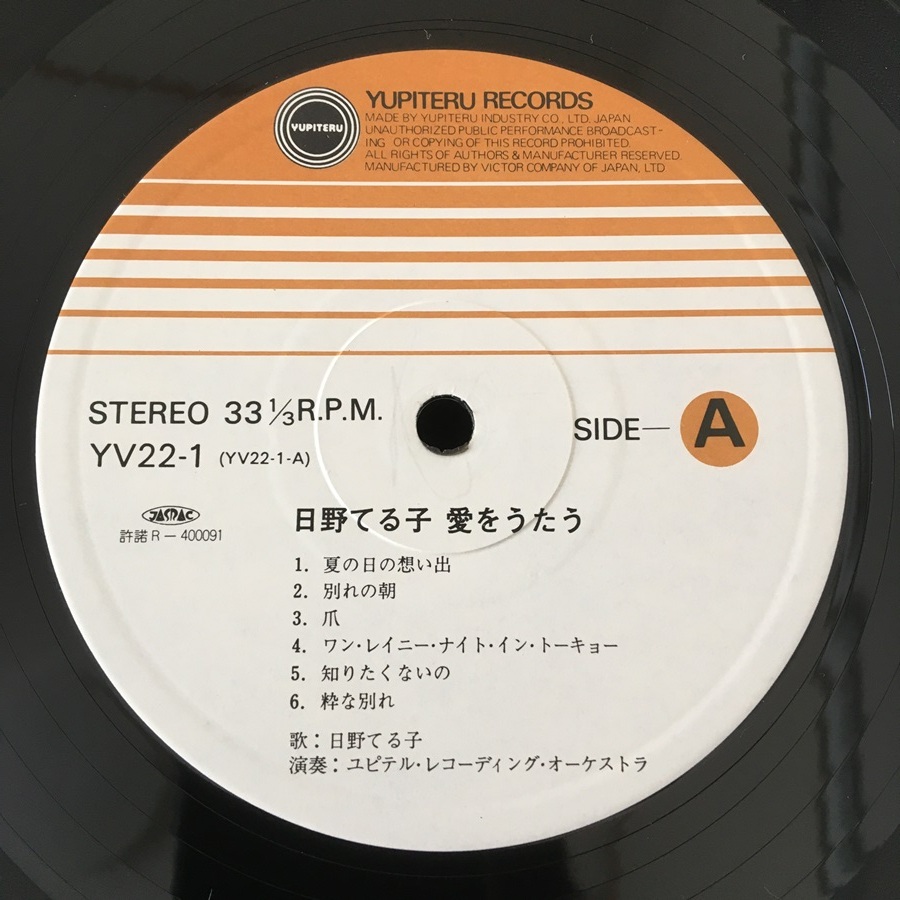 YUPITERU
YUPITERU RECORDS
MADE BY YUPITERU INDUSTRY CO., LTD. JAPAN
UNAUTHORIZED PUBLIC PERFORMANCE BROADCAST-
ING OR COPYING OF THIS RECORD PROHIBITED.
ALL RIGHTS OF AUTHORS & MANUFACTURER RESERVED.
MANUFACTURED BY VICTOR COMPANY OF JAPAN, LTD
STEREO 33 1/3 R.P.M.
YV22-1 (YV22-1-A)
SIDE— A
JASRAC
許諾 R — 400091
日野てる子 愛をうたう
1. 夏の日の想い出
2. 別れの朝
3. 爪
4. ワン・レイニー・ナイト・イン・トーキョー
5. 知りたくないの
6. 粋な別れ
歌：日野てる子
演奏：ユピテル・レコーディング・オーケストラ